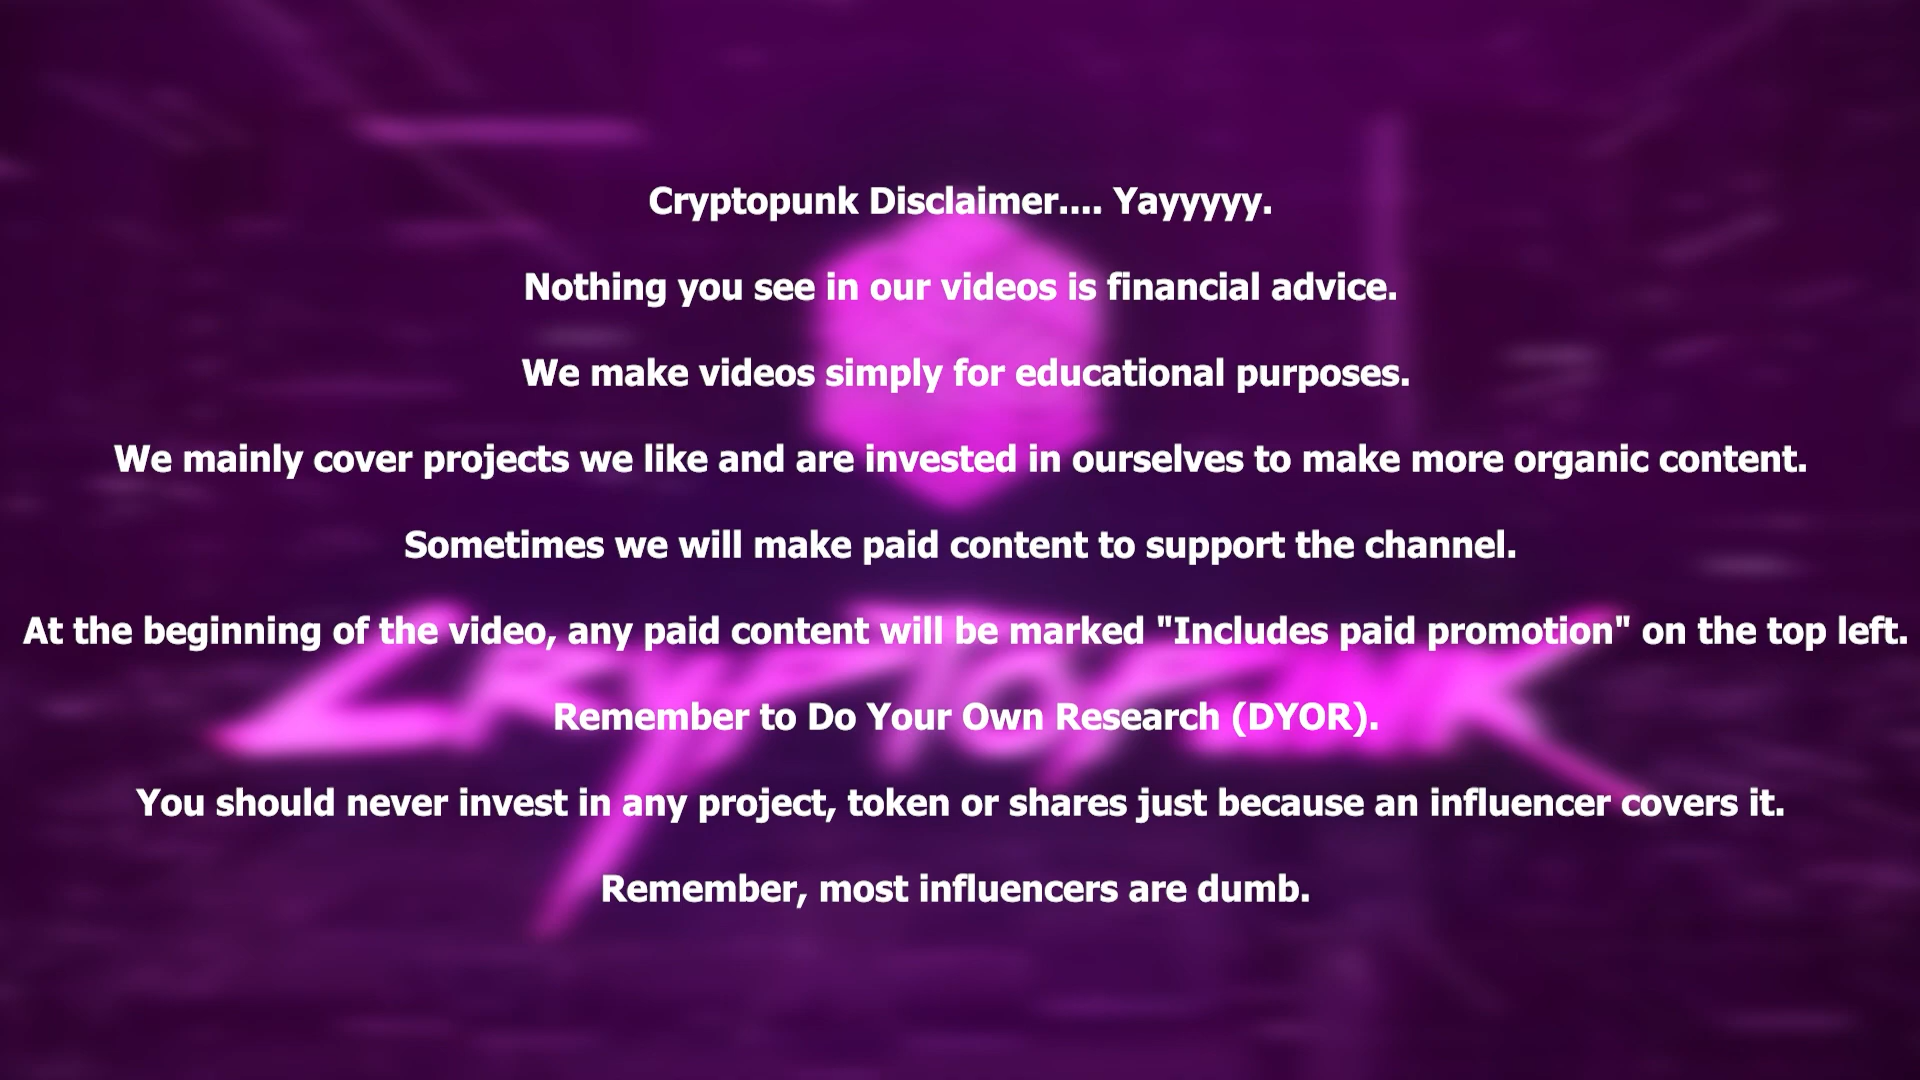 Cryptopunk Disclaimer.... Yayyyyy.
Nothing you see in our videos is financial advice.
We make videos simply for educational purposes.
We mainly cover projects we like and are invested in ourselves to make more organic content.
Sometimes we will make paid content to support the channel.
At the beginning of the video, any paid content will be marked "Includes paid promotion" on the top left.
Remember to Do Your Own Research (DYOR).
CRYPTOPUNK
You should never invest in any project, token or shares just because an influencer covers it.
Remember, most influencers are dumb.